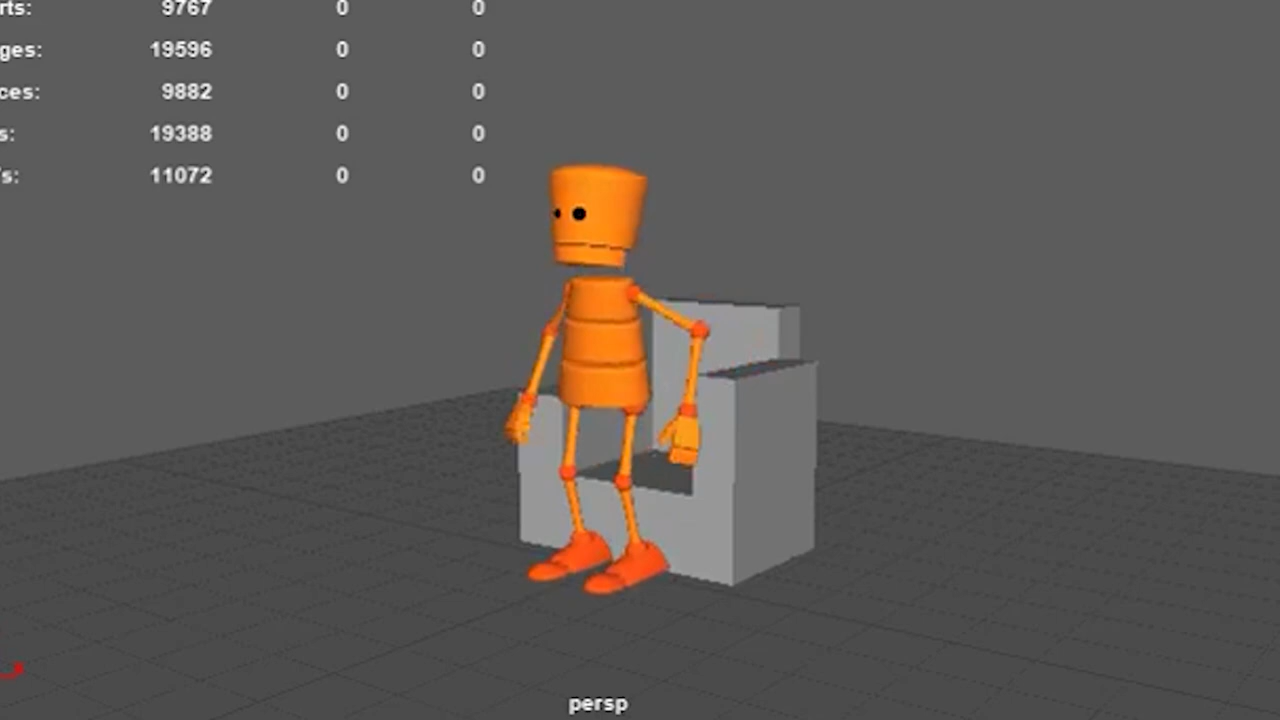 rts: 9767 0 0
ges: 19596 0 0
ces: 9882 0 0
s: 19388 0 0
's: 11072 0 0
persp